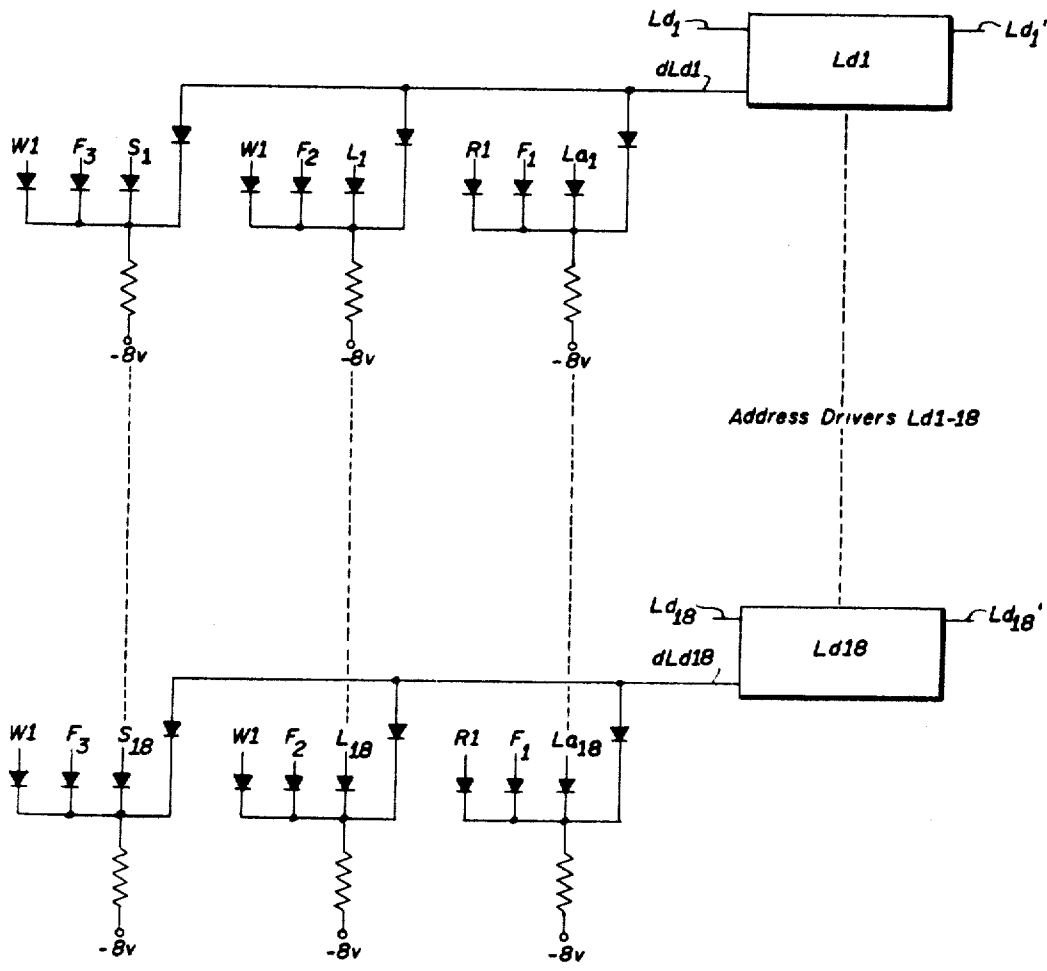 Ld₁ Ld1 Ld₁'
dLd1
W1 F₃ S₁ W1 F₂ L₁ R1 F₁ La₁
-8v -8v -8v
Address Drivers Ld1-18
Ld₁₈ Ld18 Ld₁₈'
dLd18
W1 F₃ S₁₈ W1 F₂ L₁₈ R1 F₁ La₁₈
-8v -8v -8v